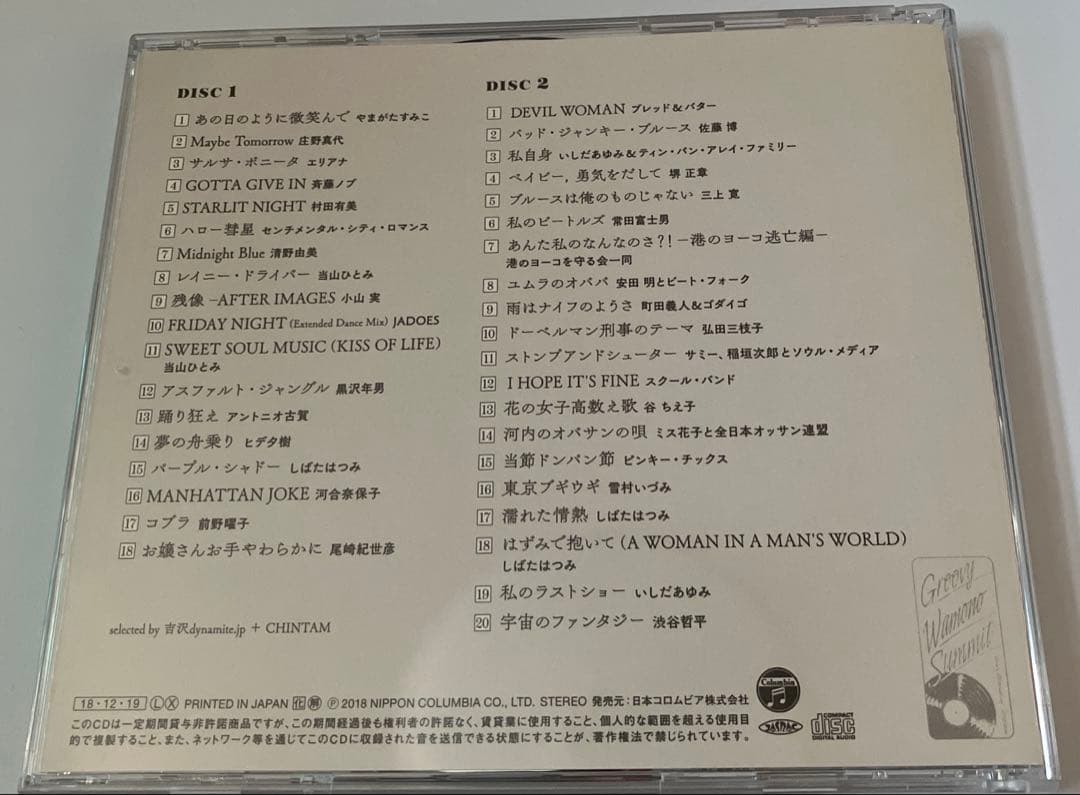 DISC 1
1 あの日のように微笑んで やまがたすみこ
2 Maybe Tomorrow 庄野真代
3 サルサ・ボニータ エリアナ
4 GOTTA GIVE IN 斉藤ノブ
5 STARLIT NIGHT 村田有美
6 ハロー彗星 センチメンタル・シティ・ロマンス
7 Midnight Blue 清野由美
8 レイニー・ドライバー 当山ひとみ
9 残像 –AFTER IMAGES 小山 実
10 FRIDAY NIGHT (Extended Dance Mix) JADOES
11 SWEET SOUL MUSIC (KISS OF LIFE)
当山ひとみ
12 アスファルト・ジャングル 黒沢年男
13 踊り狂え アントニオ古賀
14 夢の舟乗り ヒデタ樹
15 パープル・シャドー しばたはつみ
16 MANHATTAN JOKE 河合奈保子
17 コブラ 前野曜子
18 お嬢さんお手やわらかに 尾崎紀世彦
selected by 吉沢dynamite.jp + CHINTAM
DISC 2
1 DEVIL WOMAN ブレッド&バター
2 バッド・ジャンキー・ブルース 佐藤 博
3 私自身 いしだあゆみ&ティン・パン・アレイ・ファミリー
4 ベイビー, 勇気をだして 堺 正章
5 ブルースは俺のものじゃない 三上 寛
6 私のビートルズ 常田富士男
7 あんた私のなんなのさ?! –港のヨーコ逃亡編–
港のヨーコを守る会一同
8 ユムラのオババ 安田 明とビート・フォーク
9 雨はナイフのようさ 町田義人&ゴダイゴ
10 ドーベルマン刑事のテーマ 弘田三枝子
11 ストンプアンドシューター サミー、稲垣次郎とソウル・メディア
12 I HOPE IT'S FINE スクール・バンド
13 花の女子高数え歌 谷 ちえ子
14 河内のオバサンの唄 ミス花子と全日本オッサン連盟
15 当節ドンパン節 ピンキー・チックス
16 東京ブギウギ 雪村いづみ
17 濡れた情熱 しばたはつみ
18 はずみで抱いて (A WOMAN IN A MAN'S WORLD)
しばたはつみ
19 私のラストショー いしだあゆみ
20 宇宙のファンタジー 渋谷哲平
Groovy
Wamono
Summit
18・12・19 Ⓛ Ⓧ PRINTED IN JAPAN 化 解 ℗ 2018 NIPPON COLUMBIA CO., LTD. STEREO 発売元:日本コロムビア株式会社
このCDは一定期間貸与非許諾商品ですが、この期間経過後も権利者の許諾なく、賃貸業に使用すること、個人的な範囲を超える使用目
的で複製すること、また、ネットワーク等を通じてこのCDに収録された音を送信できる状態にすることが、著作権法で禁じられています。
Columbia
JASRAC
COMPACT
disc
DIGITAL AUDIO